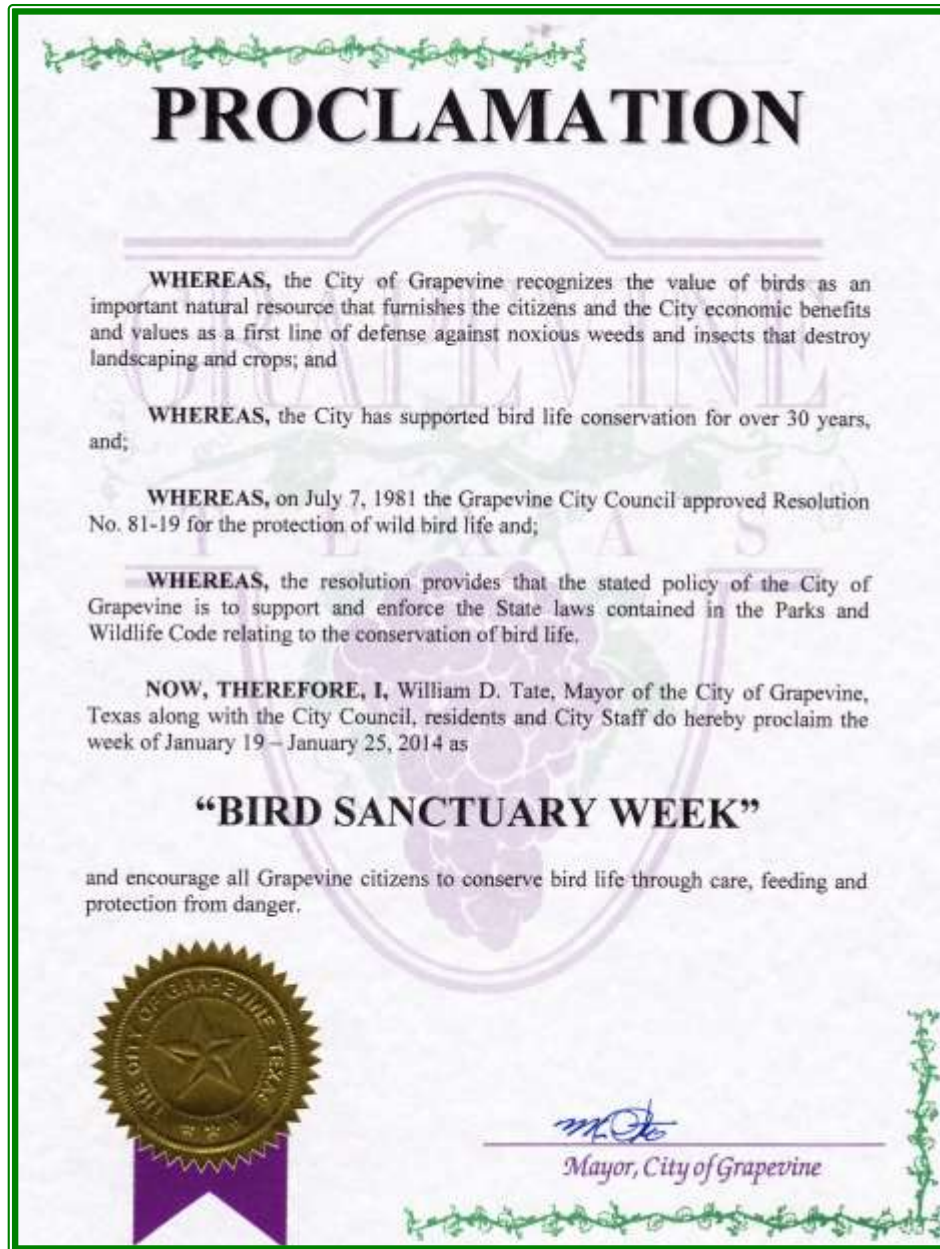 PROCLAMATION
WHEREAS, the City of Grapevine recognizes the value of birds as an
important natural resource that furnishes the citizens and the City economic benefits
and values as a first line of defense against noxious weeds and insects that destroy
landscaping and crops; and
WHEREAS, the City has supported bird life conservation for over 30 years,
and;
WHEREAS, on July 7, 1981 the Grapevine City Council approved Resolution
No. 81-19 for the protection of wild bird life and;
WHEREAS, the resolution provides that the stated policy of the City of
Grapevine is to support and enforce the State laws contained in the Parks and
Wildlife Code relating to the conservation of bird life.
NOW, THEREFORE, I, William D. Tate, Mayor of the City of Grapevine,
Texas along with the City Council, residents and City Staff do hereby proclaim the
week of January 19 – January 25, 2014 as
“BIRD SANCTUARY WEEK”
and encourage all Grapevine citizens to conserve bird life through care, feeding and
protection from danger.
GRAPEVINE
TEXAS
THE CITY OF GRAPEVINE TEXAS
Mayor, City of Grapevine